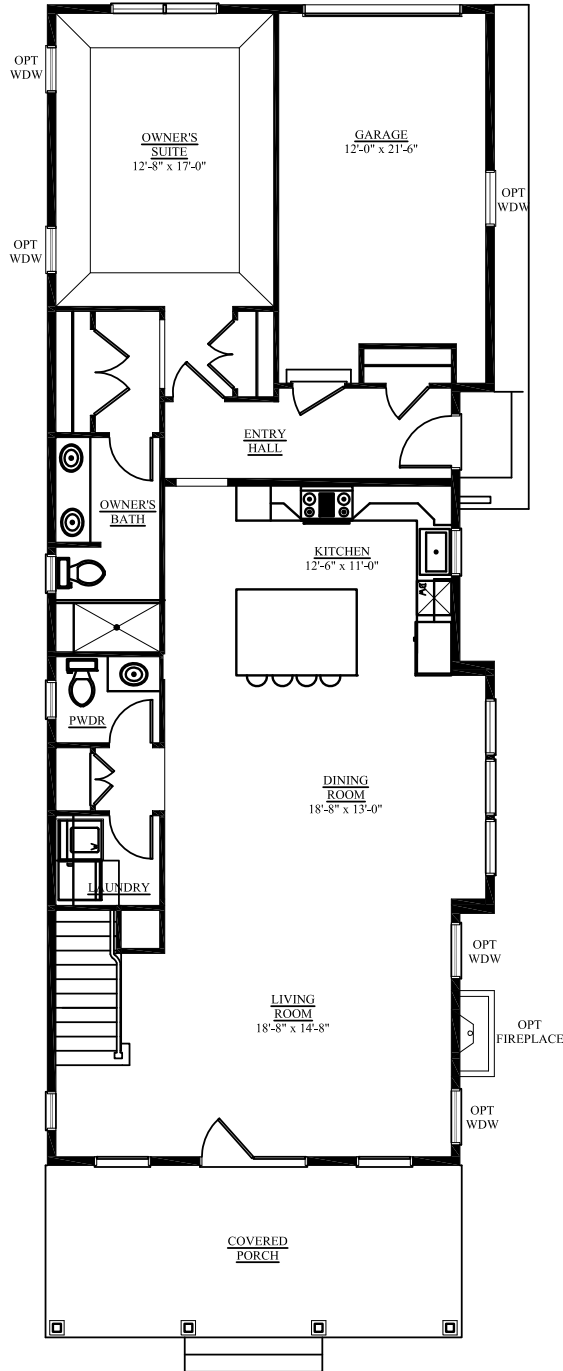 OPT
WDW
OWNER'S
SUITE
12'-8" x 17'-0"
GARAGE
12'-0" x 21'-6"
OPT
WDW
OPT
WDW
ENTRY
HALL
OWNER'S
BATH
KITCHEN
12'-6" x 11'-0"
DW
PWDR
DINING
ROOM
18'-8" x 13'-0"
LAUNDRY
OPT
WDW
LIVING
ROOM
18'-8" x 14'-8"
OPT
FIREPLACE
OPT
WDW
COVERED
PORCH